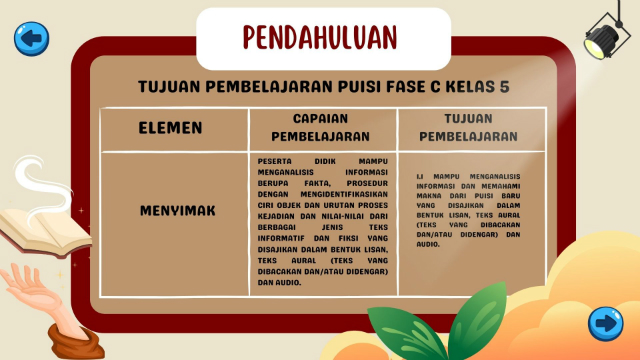 PENDAHULUAN
TUJUAN PEMBELAJARAN PUISI FASE C KELAS 5
ELEMEN
CAPAIAN
PEMBELAJARAN
TUJUAN
PEMBELAJARAN
MENYIMAK
PESERTA DIDIK MAMPU
MENGANALISIS INFORMASI
BERUPA FAKTA, PROSEDUR
DENGAN MENGIDENTIFIKASIKAN
CIRI OBJEK DAN URUTAN PROSES
KEJADIAN DAN NILAI-NILAI DARI
BERBAGAI JENIS TEKS
INFORMATIF DAN FIKSI YANG
DISAJIKAN DALAM BENTUK LISAN,
TEKS AURAL (TEKS YANG
DIBACAKAN DAN/ATAU DIDENGAR)
DAN AUDIO.
1.1 MAMPU MENGANALISIS
INFORMASI DAN MEMAHAMI
MAKNA DARI PUISI BARU
YANG DISAJIKAN DALAM
BENTUK LISAN, TEKS AURAL
(TEKS YANG DIBACAKAN
DAN/ATAU DIDENGAR) DAN
AUDIO.